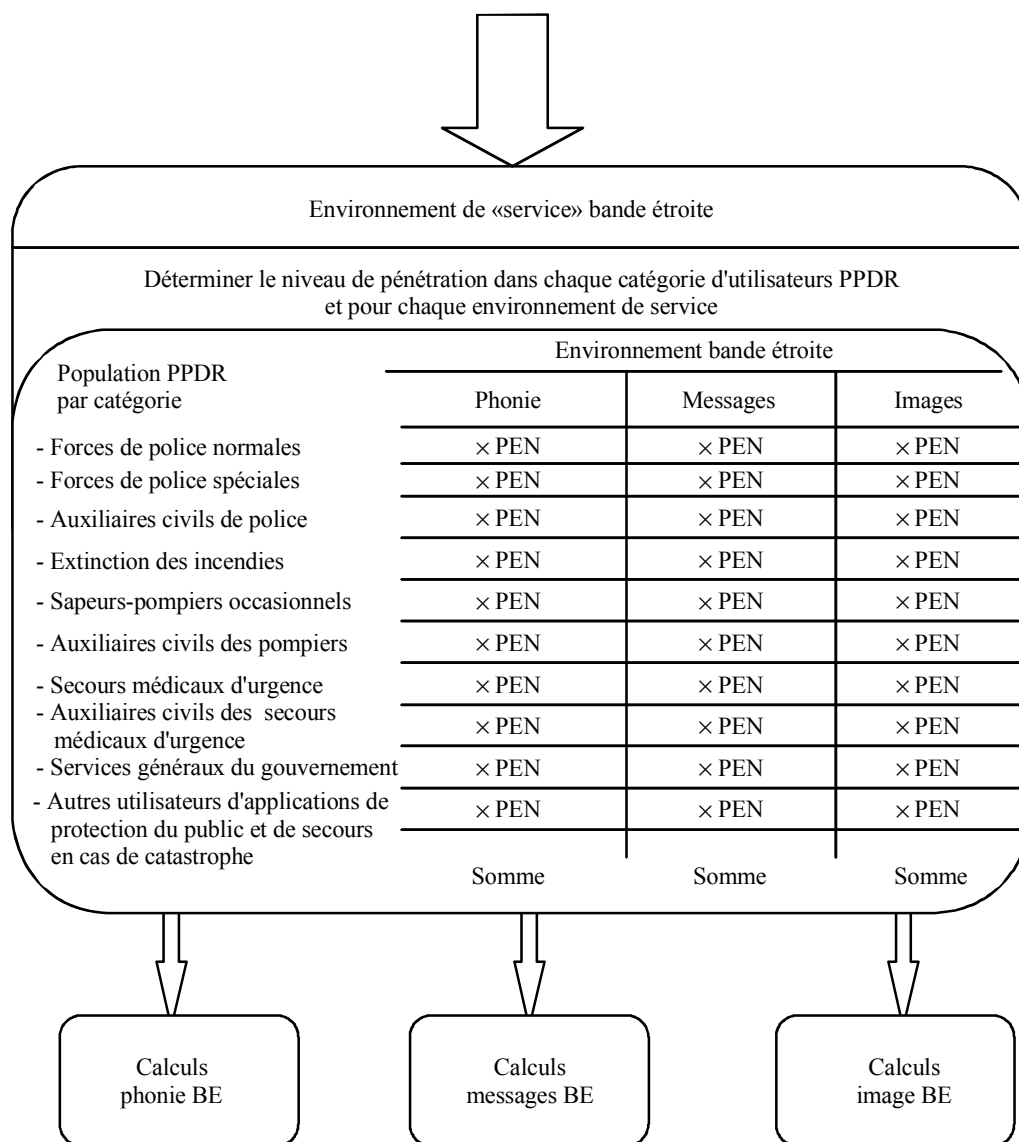 Environnement de «service» bande étroite
Déterminer le niveau de pénétration dans chaque catégorie d'utilisateurs PPDR
et pour chaque environnement de service
Environnement bande étroite
Population PPDR
par catégorie
Phonie Messages Images
- Forces de police normales × PEN × PEN × PEN
- Forces de police spéciales × PEN × PEN × PEN
- Auxiliaires civils de police × PEN × PEN × PEN
- Extinction des incendies × PEN × PEN × PEN
- Sapeurs-pompiers occasionnels × PEN × PEN × PEN
- Auxiliaires civils des pompiers × PEN × PEN × PEN
- Secours médicaux d'urgence × PEN × PEN × PEN
- Auxiliaires civils des secours
médicaux d'urgence × PEN × PEN × PEN
- Services généraux du gouvernement × PEN × PEN × PEN
- Autres utilisateurs d'applications de
protection du public et de secours × PEN × PEN × PEN
en cas de catastrophe
Somme Somme Somme
Calculs
phonie BE
Calculs
messages BE
Calculs
image BE